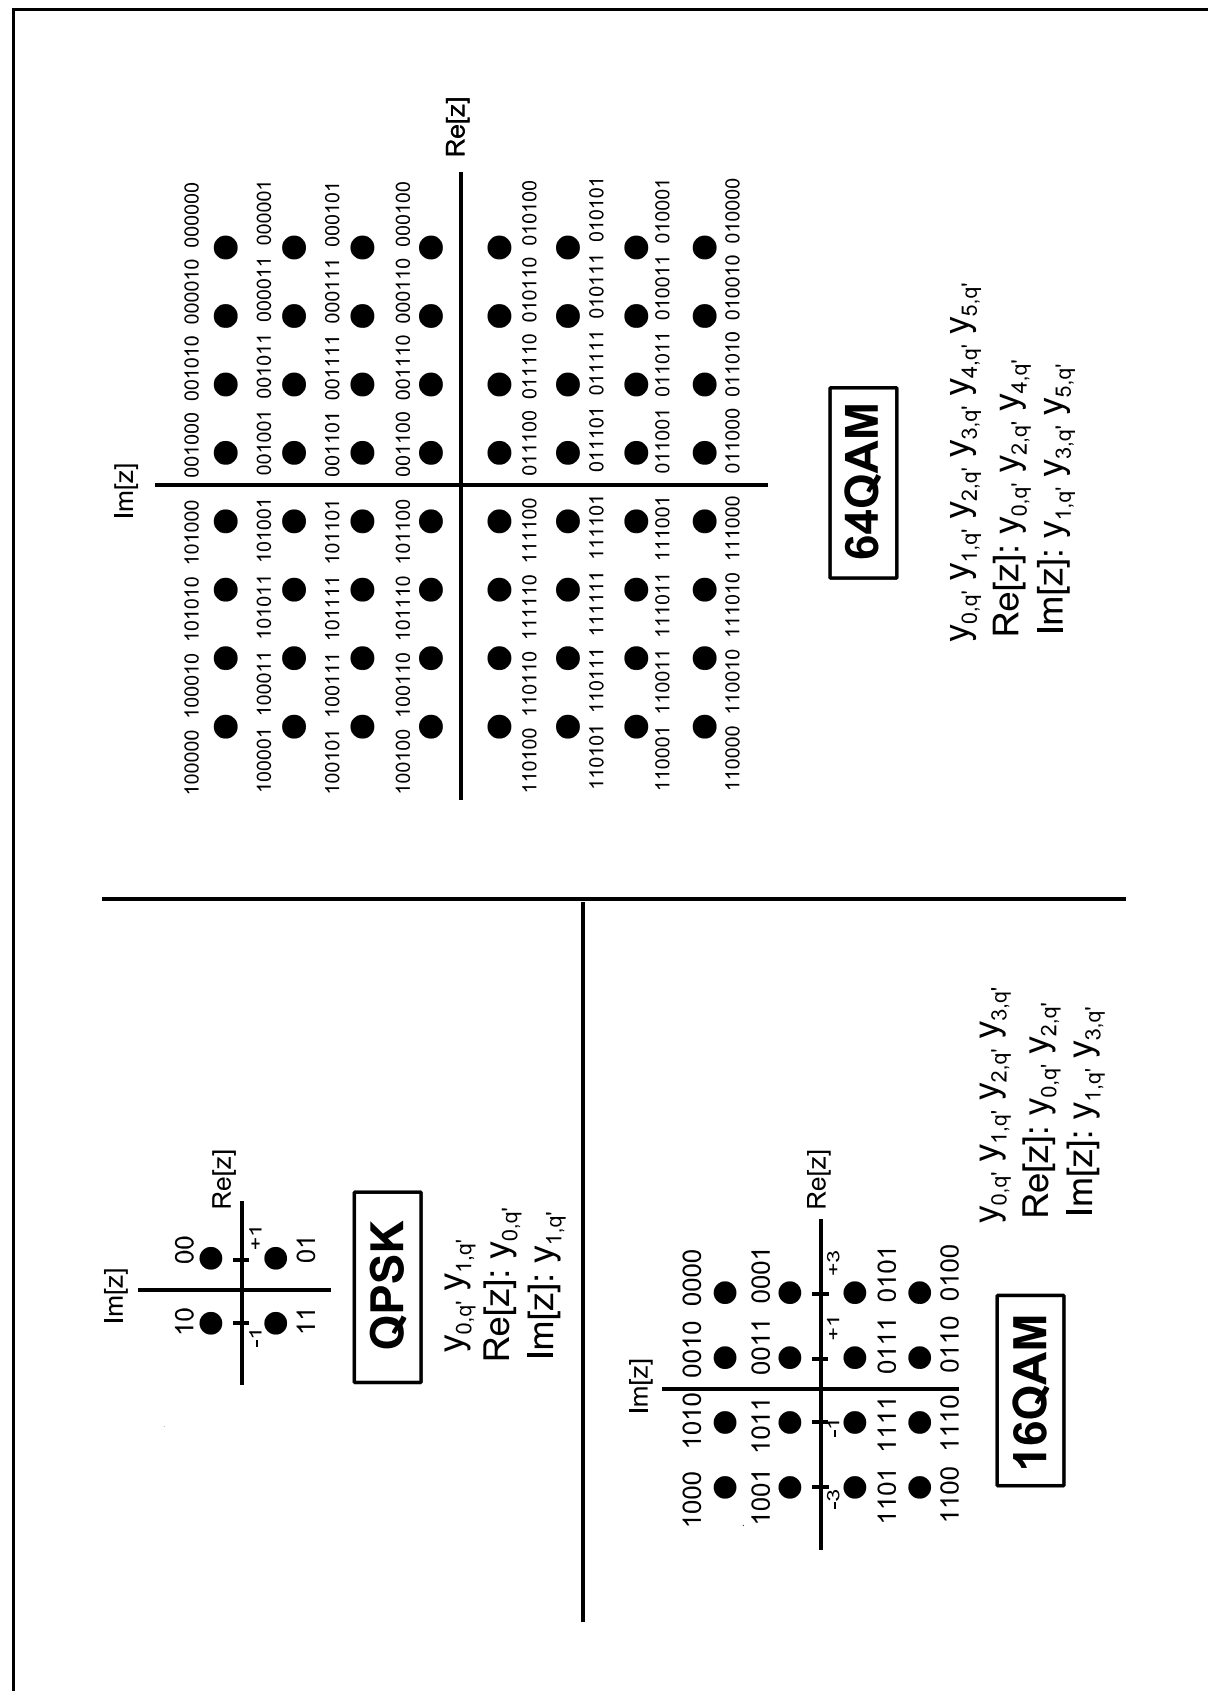 Im[z]
10 00
Re[z]
-1 +1
11 01
QPSK
y0,q' y1,q'
Re[z]: y0,q'
Im[z]: y1,q'
Im[z]
1000 1010 0010 0000
1001 1011 0011 0001
Re[z]
-3 -1 +1 +3
1101 1111 0111 0101
1100 1110 0110 0100
16QAM
y0,q' y1,q' y2,q' y3,q'
Re[z]: y0,q' y2,q'
Im[z]: y1,q' y3,q'
Im[z]
100000 100010 101010 101000 001000 001010 000010 000000
100001 100011 101011 101001 001001 001011 000011 000001
100101 100111 101111 101101 001101 001111 000111 000101
100100 100110 101110 101100 001100 001110 000110 000100
Re[z]
110100 110110 111110 111100 011100 011110 010110 010100
110101 110111 111111 111101 011101 011111 010111 010101
110001 110011 111011 111001 011001 011011 010011 010001
110000 110010 111010 111000 011000 011010 010010 010000
64QAM
y0,q' y1,q' y2,q' y3,q' y4,q' y5,q'
Re[z]: y0,q' y2,q' y4,q'
Im[z]: y1,q' y3,q' y5,q'